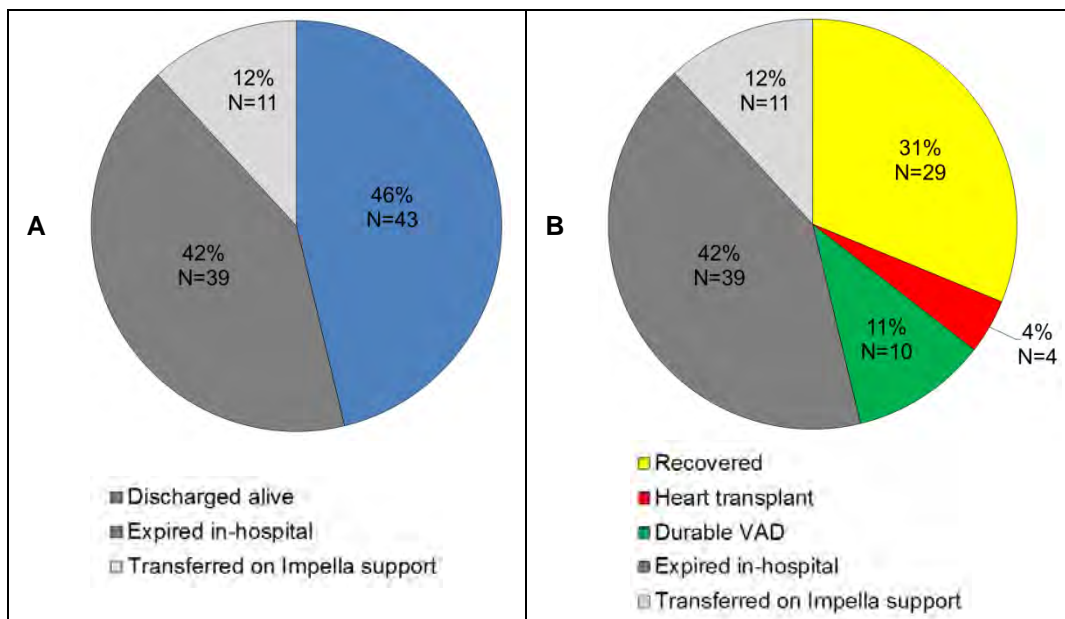 A
12%
N=11
46%
N=43
42%
N=39
Discharged alive
Expired in-hospital
Transferred on Impella support
B
12%
N=11
31%
N=29
42%
N=39
11%
N=10
4%
N=4
Recovered
Heart transplant
Durable VAD
Expired in-hospital
Transferred on Impella support